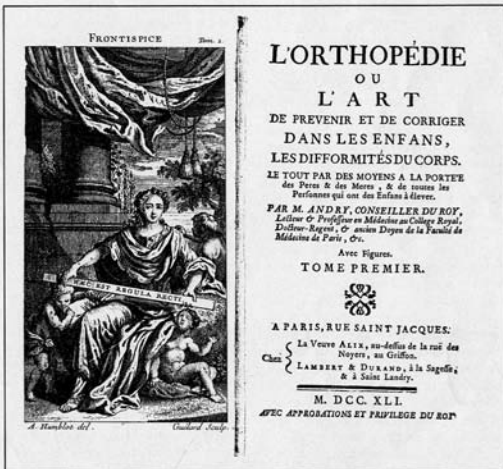 FRONTISPICE Tom. 1.
HÆC EST REGULA RECTI
A. Humblot del. Guélard Sculp.
L'ORTHOPÉDIE
OU
L'ART
DE PREVENIR ET DE CORRIGER
DANS LES ENFANS,
LES DIFFORMITÉS DU CORPS.
LE TOUT PAR DES MOYENS A LA PORTÉE
des Peres & des Meres, & de toutes les
Personnes qui ont des Enfans à élever.
PAR M. ANDRY, CONSEILLER DU ROY,
Lecteur & Professeur en Médecine au College Royal,
Docteur-Regent, & ancien Doyen de la Faculté de
Médecine de Paris, &c.
Avec Figures.
TOME PREMIER.
A PARIS, RUE SAINT JACQUES.
Chez
La Veuve ALIX, au-dessus de la ruë des
Noyers, au Griffon.
LAMBERT & DURAND, à la Sagesse,
& à Saint Landry.
M. DCC. XLI.
AVEC APPROBATIONS ET PRIVILEGE DU ROY